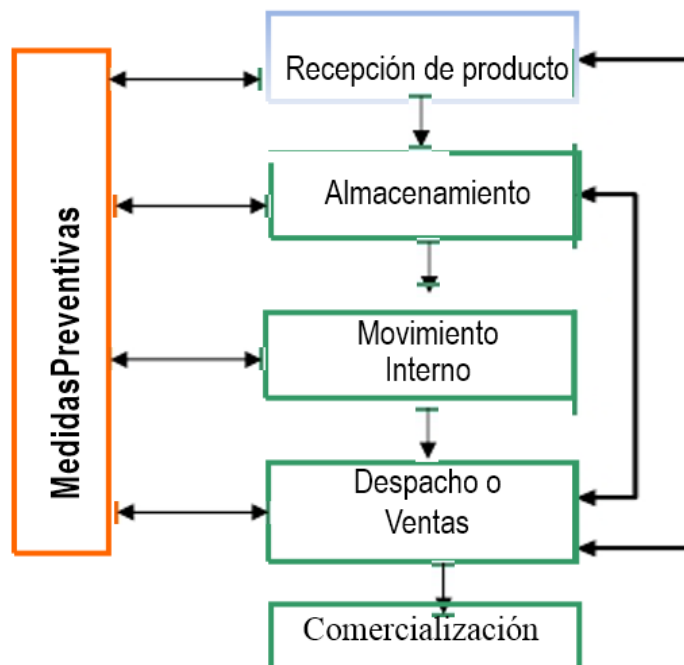 Recepción de producto
Almacenamiento
MedidasPreventivas
Movimiento
Interno
Despacho o
Ventas
Comercialización